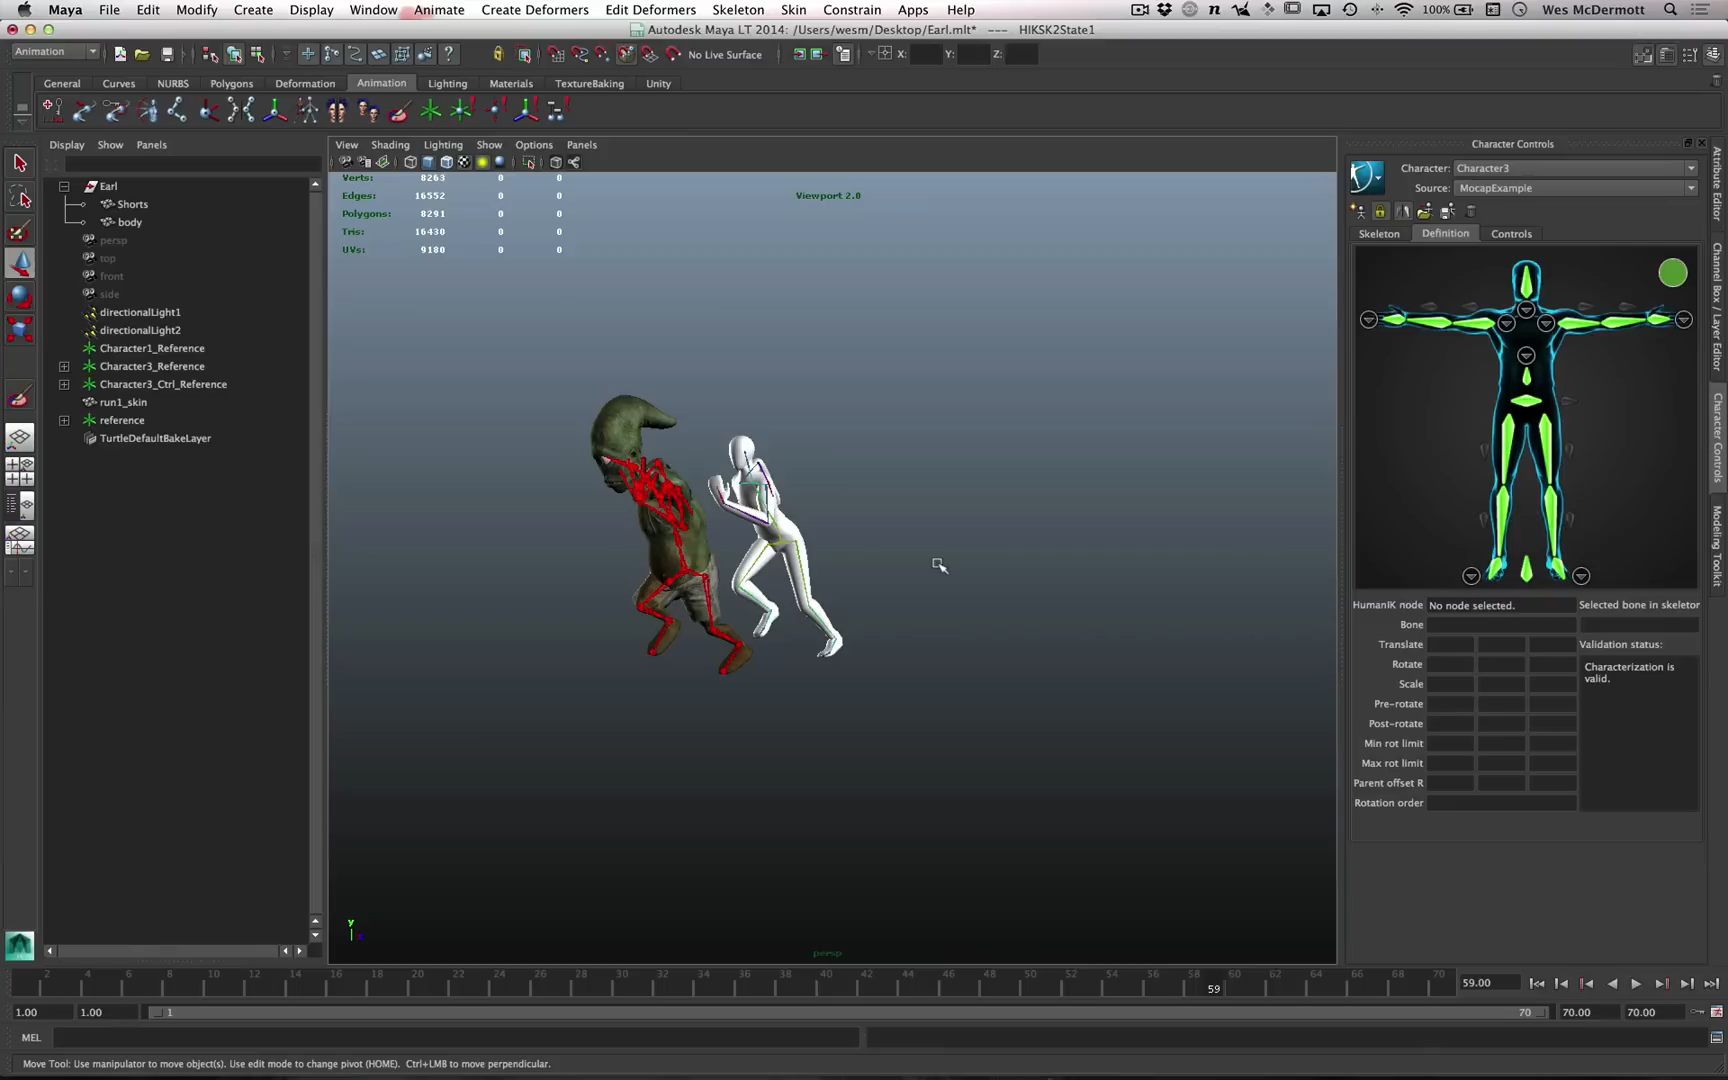 Maya File Edit Modify Create Display Window Animate Create Deformers Edit Deformers Skeleton Skin Constrain Curves Apps Help 100% Wes McDermott
Autodesk Maya LT 2014: /Users/wesm/Desktop/Earl.mlt* --- HIKSK2State1
Animation No Live Surface X: Y: Z:
General Curves NURBS Polygons Deformation Animation Lighting Materials TextureBaking Unity
Display Show Panels
View Shading Lighting Show Options Panels
Character Controls
Verts: 8263 0 0
Edges: 16552 0 0
Polygons: 8291 0 0
Tris: 16430 0 0
UVs: 9180 0 0
Viewport 2.0
Earl
Shorts
body
persp
top
front
side
directionalLight1
directionalLight2
Character1_Reference
Character3_Reference
Character3_Ctrl_Reference
run1_skin
reference
TurtleDefaultBakeLayer
y
persp
Character: Character3
Source: MocapExample
Skeleton Definition Controls
HumanIK node No node selected. Selected bone in skeletor
Bone
Translate Validation status:
Rotate Characterization is
valid.
Scale
Pre-rotate
Post-rotate
Min rot limit
Max rot limit
Parent offset R
Rotation order
Attribute Editor
Channel Box / Layer Editor
Character Controls
Modeling Toolkit
2 4 6 8 10 12 14 16 18 20 22 24 26 28 30 32 34 36 38 40 42 44 46 48 50 52 54 56 58 60 62 64 66 68 70
59 59.00
1.00 1.00 1 70 70.00 70.00
MEL
Move Tool: Use manipulator to move object(s). Use edit mode to change pivot (HOME). Ctrl+LMB to move perpendicular.